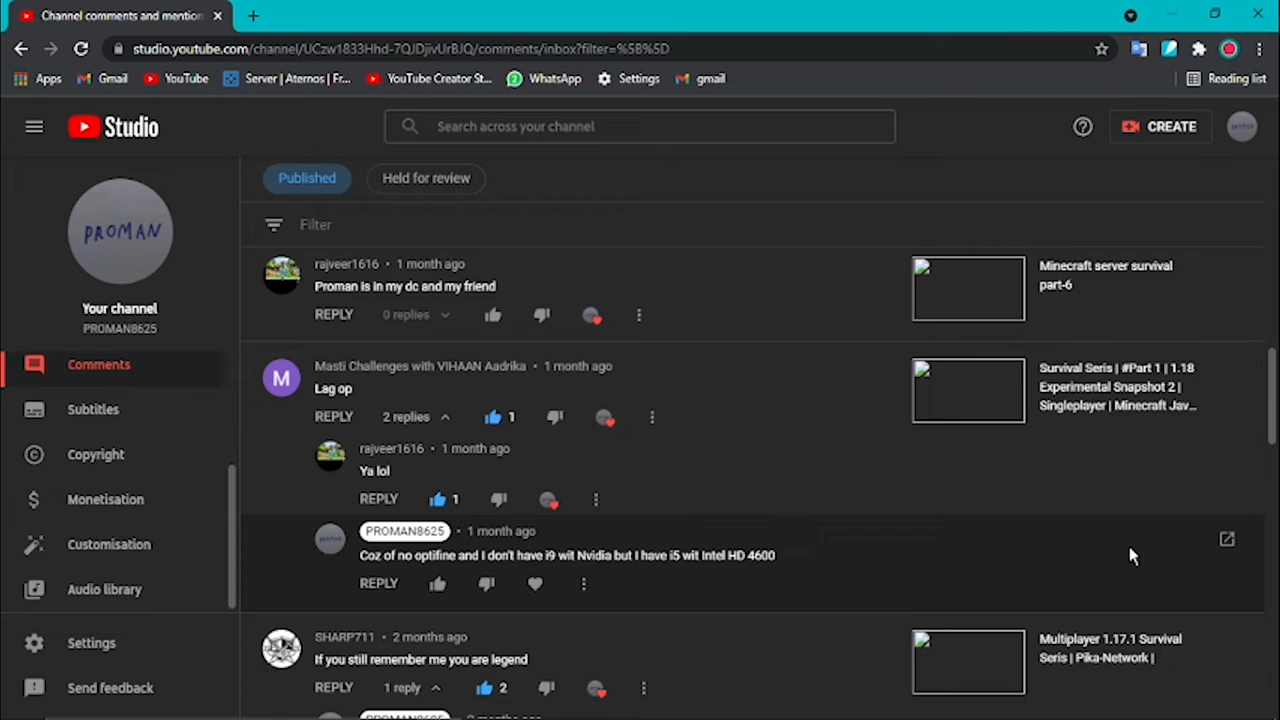 Channel comments and mention
studio.youtube.com/channel/UCzw1833Hhd-7QJDjivUrBJQ/comments/inbox?filter=%5B%5D
Apps Gmail YouTube Server | Aternos | Fr... YouTube Creator St... WhatsApp Settings gmail Reading list
Studio Search across your channel CREATE
PROMAN
Your channel
PROMAN8625
Comments
Subtitles
Copyright
Monetisation
Customisation
Audio library
Settings
Send feedback
Published Held for review
Filter
rajveer1616 • 1 month ago
Proman is in my dc and my friend
REPLY 0 replies
Minecraft server survival
part-6
Masti Challenges with VIHAAN Aadrika • 1 month ago
M
Lag op
REPLY 2 replies 1
Survival Seris | #Part 1 | 1.18
Experimental Snapshot 2 |
Singleplayer | Minecraft Jav...
rajveer1616 • 1 month ago
Ya lol
REPLY 1
PROMAN8625 • 1 month ago
Coz of no optifine and I don't have i9 wit Nvidia but I have i5 wit Intel HD 4600
REPLY
SHARP711 • 2 months ago
If you still remember me you are legend
REPLY 1 reply 2
Multiplayer 1.17.1 Survival
Seris | Pika-Network |
PROMAN8625 • 2 months ago